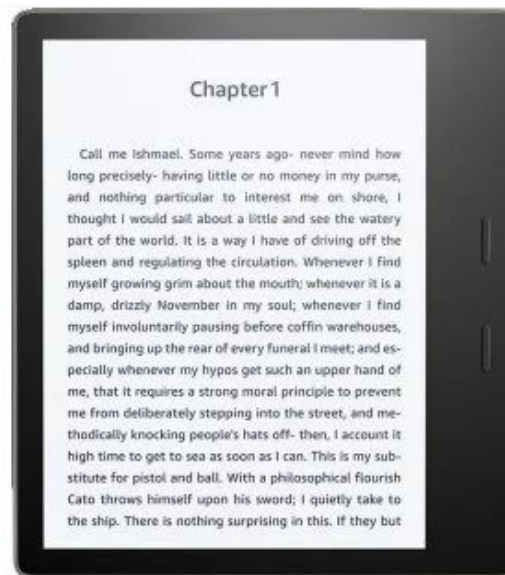 Chapter 1
Call me Ishmael. Some years ago- never mind how
long precisely- having little or no money in my purse,
and nothing particular to interest me on shore, I
thought I would sail about a little and see the watery
part of the world. It is a way I have of driving off the
spleen and regulating the circulation. Whenever I find
myself growing grim about the mouth; whenever it is a
damp, drizzly November in my soul; whenever I find
myself involuntarily pausing before coffin warehouses,
and bringing up the rear of every funeral I meet; and es-
pecially whenever my hypos get such an upper hand of
me, that it requires a strong moral principle to prevent
me from deliberately stepping into the street, and me-
thodically knocking people's hats off- then, I account it
high time to get to sea as soon as I can. This is my sub-
stitute for pistol and ball. With a philosophical flourish
Cato throws himself upon his sword; I quietly take to
the ship. There is nothing surprising in this. If they but